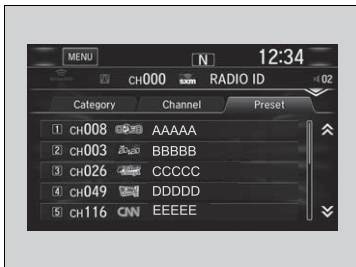 MENU N 12:34
CH000 sxm RADIO ID 02
Category Channel Preset
1 CH008 AAAAA
2 CH003 BBBBB
3 CH026 CCCCC
4 CH049 DDDDD
5 CH116 CNN EEEEE